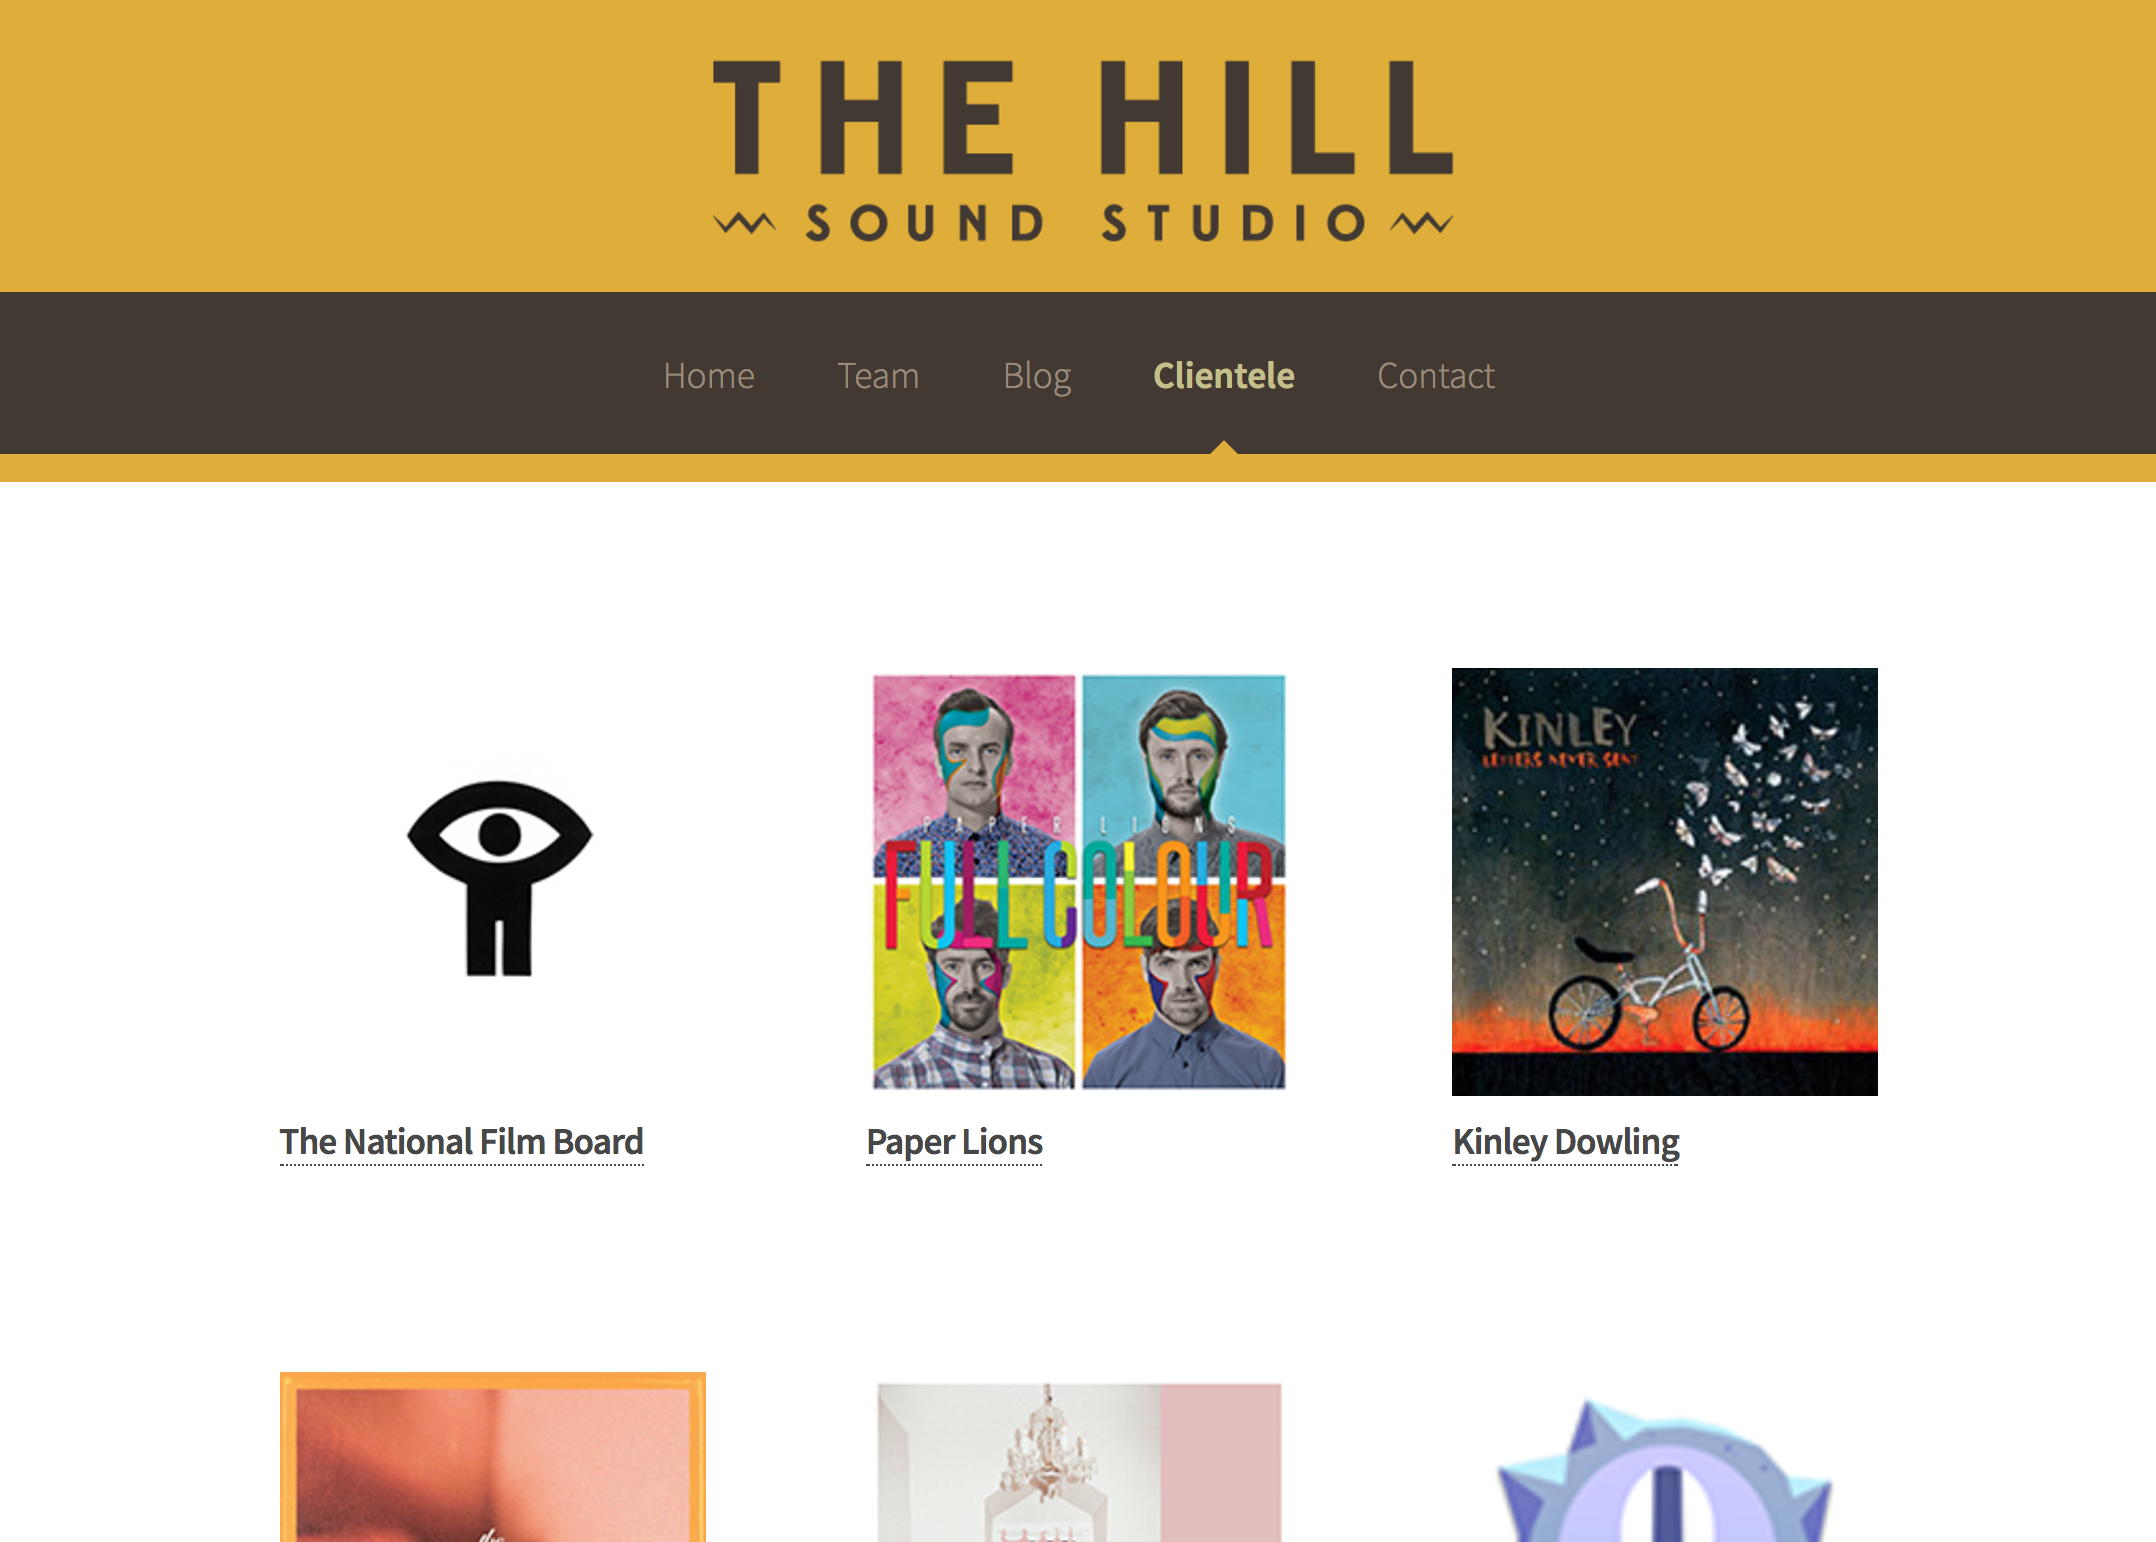 THE HILL
SOUND STUDIO
Home Team Blog Clientele Contact
PAPER LIONS
FULL COLOUR
KINLEY
LETTERS NEVER SENT
The National Film Board
Paper Lions
Kinley Dowling
the